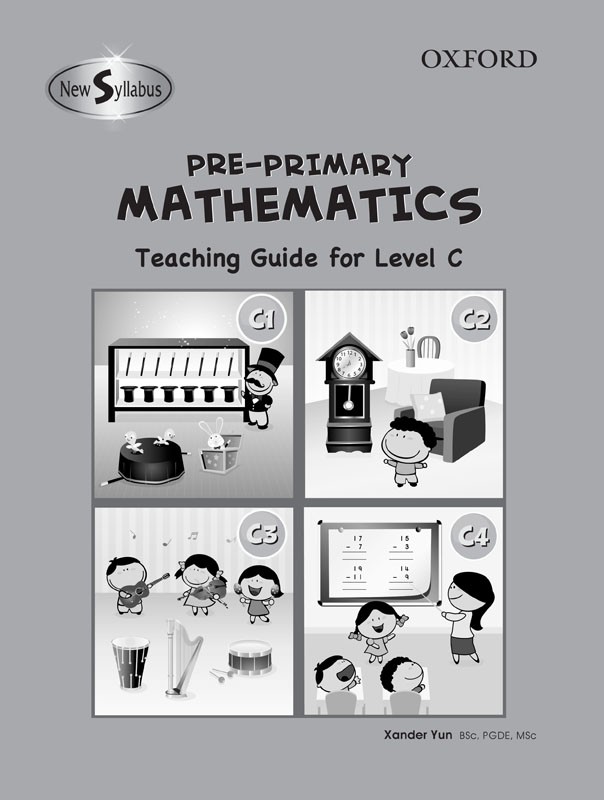 New Syllabus
OXFORD
PRE-PRIMARY
MATHEMATICS
Teaching Guide for Level C
C1
C2
C3
C4
17 15
- 7 - 3
19 14
- 11 - 9
Xander Yun BSc, PGDE, MSc